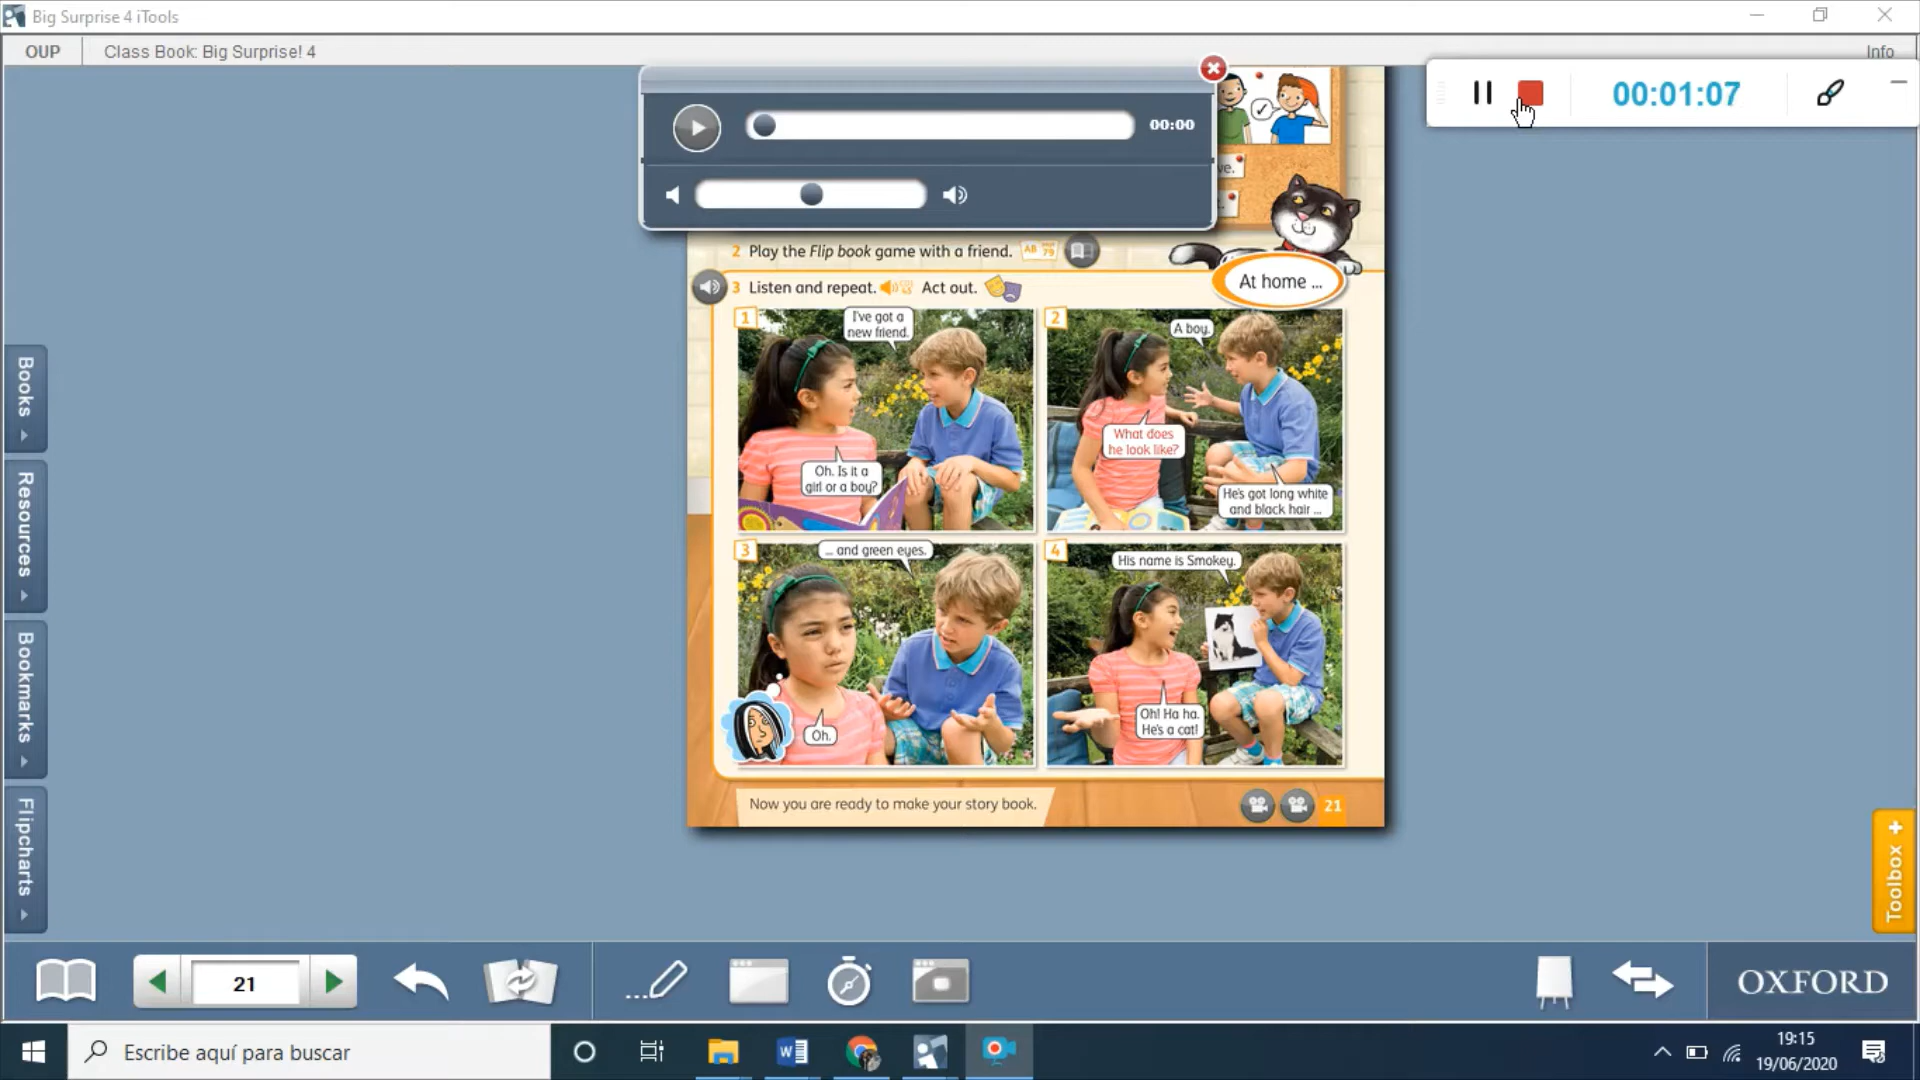 Big Surprise 4 iTools
OUP
Class Book: Big Surprise! 4
Info
00:00
00:01:07
2 Play the Flip book game with a friend. AB 79
3 Listen and repeat. Act out.
At home ...
1
I've got a
new friend.
Oh. Is it a
girl or a boy?
2
A boy.
What does
he look like?
He's got long white
and black hair ...
3
... and green eyes.
Oh.
4
His name is Smokey.
Oh! Ha ha.
He's a cat!
Now you are ready to make your story book.
21
Books
Resources
Bookmarks
Flipcharts
Toolbox +
21
OXFORD
Escribe aquí para buscar
19:15
19/06/2020